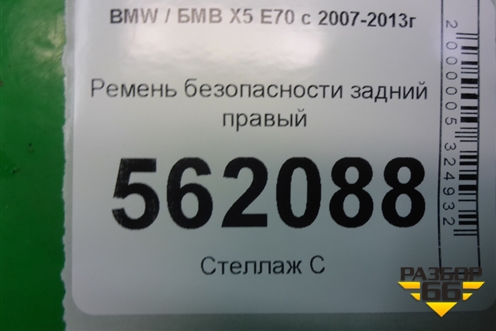 BMW / БМВ X5 E70 с 2007-2013г
Ремень безопасности задний
правый
562088
Стеллаж С
2000005324932
РАЗБОР
66